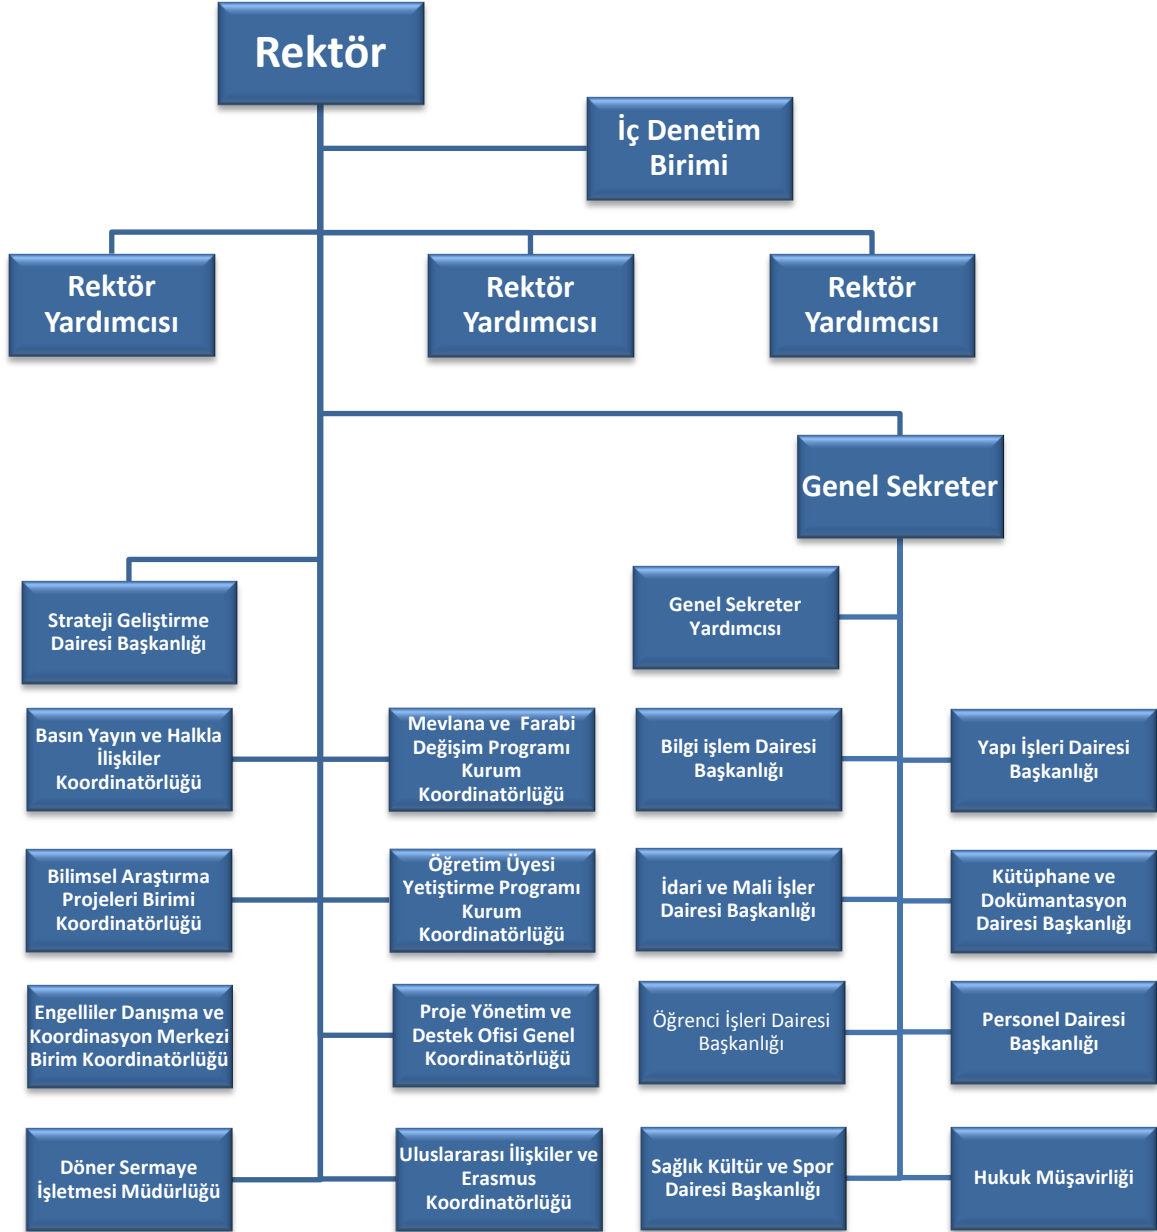 Rektör
İç Denetim
Birimi
Rektör
Yardımcısı
Rektör
Yardımcısı
Rektör
Yardımcısı
Genel Sekreter
Strateji Geliştirme
Dairesi Başkanlığı
Genel Sekreter
Yardımcısı
Basın Yayın ve Halkla
İlişkiler
Koordinatörlüğü
Mevlana ve Farabi
Değişim Programı
Kurum
Koordinatörlüğü
Bilgi işlem Dairesi
Başkanlığı
Yapı İşleri Dairesi
Başkanlığı
Bilimsel Araştırma
Projeleri Birimi
Koordinatörlüğü
Öğretim Üyesi
Yetiştirme Programı
Kurum
Koordinatörlüğü
İdari ve Mali İşler
Dairesi Başkanlığı
Kütüphane ve
Dokümantasyon
Dairesi Başkanlığı
Engelliler Danışma ve
Koordinasyon Merkezi
Birim Koordinatörlüğü
Proje Yönetim ve
Destek Ofisi Genel
Koordinatörlüğü
Öğrenci İşleri Dairesi
Başkanlığı
Personel Dairesi
Başkanlığı
Döner Sermaye
İşletmesi Müdürlüğü
Uluslararası İlişkiler ve
Erasmus
Koordinatörlüğü
Sağlık Kültür ve Spor
Dairesi Başkanlığı
Hukuk Müşavirliği